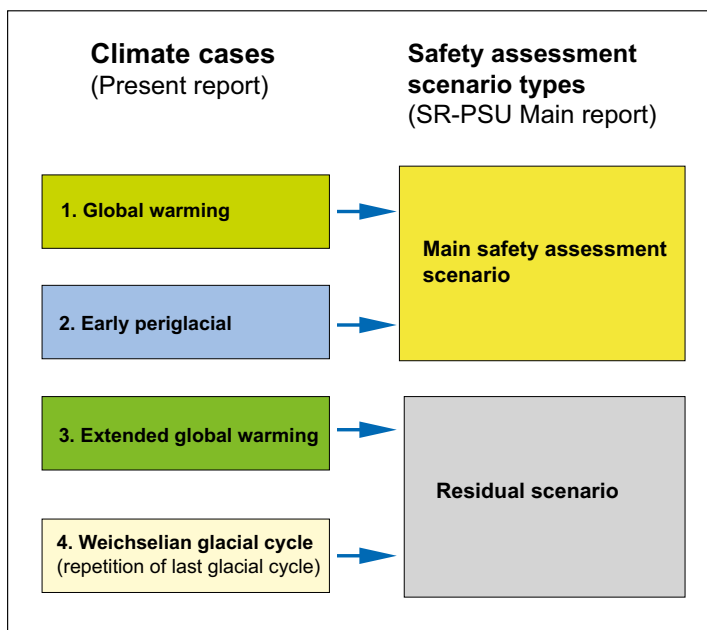 Climate cases
(Present report)
Safety assessment
scenario types
(SR-PSU Main report)
1. Global warming
2. Early periglacial
Main safety assessment
scenario
3. Extended global warming
4. Weichselian glacial cycle
(repetition of last glacial cycle)
Residual scenario